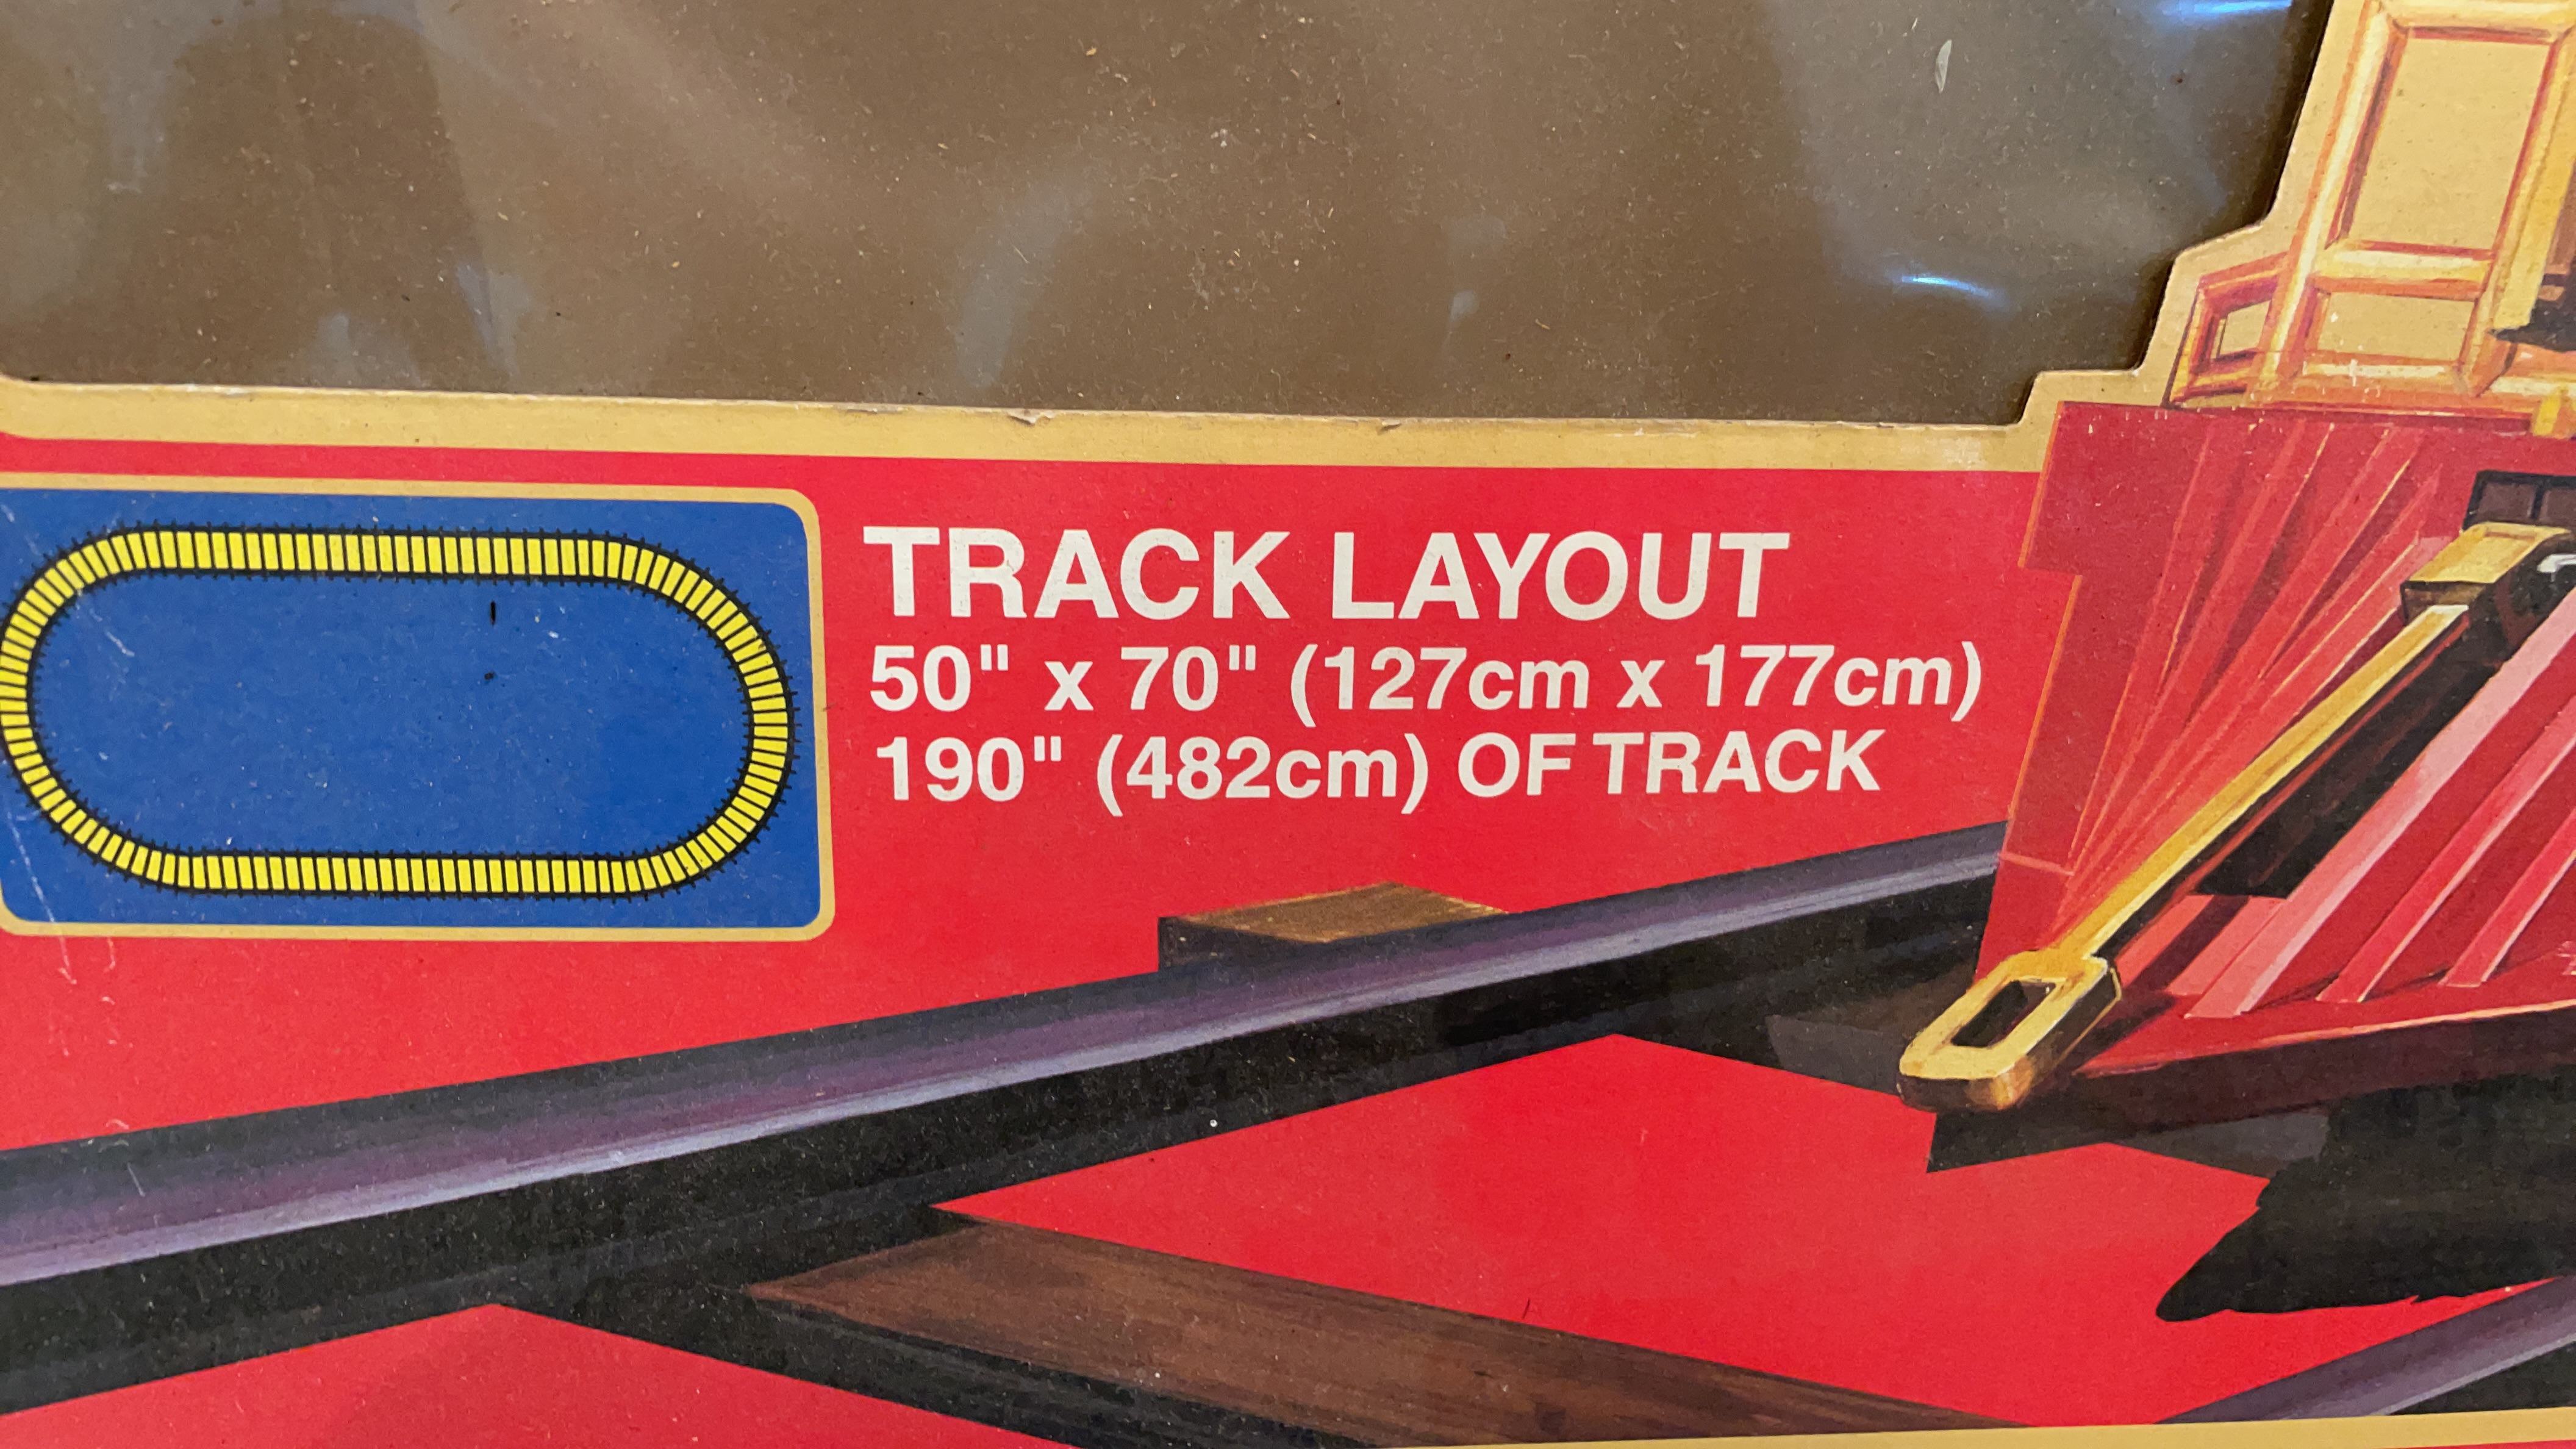 TRACK LAYOUT
50" x 70" (127cm x 177cm)
190" (482cm) OF TRACK